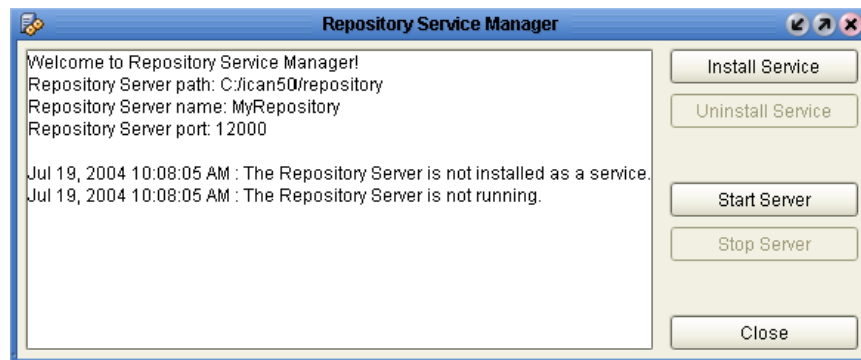 Repository Service Manager
Welcome to Repository Service Manager!
Repository Server path: C:/ican50/repository
Repository Server name: MyRepository
Repository Server port: 12000
Jul 19, 2004 10:08:05 AM : The Repository Server is not installed as a service.
Jul 19, 2004 10:08:05 AM : The Repository Server is not running.
Install Service
Uninstall Service
Start Server
Stop Server
Close